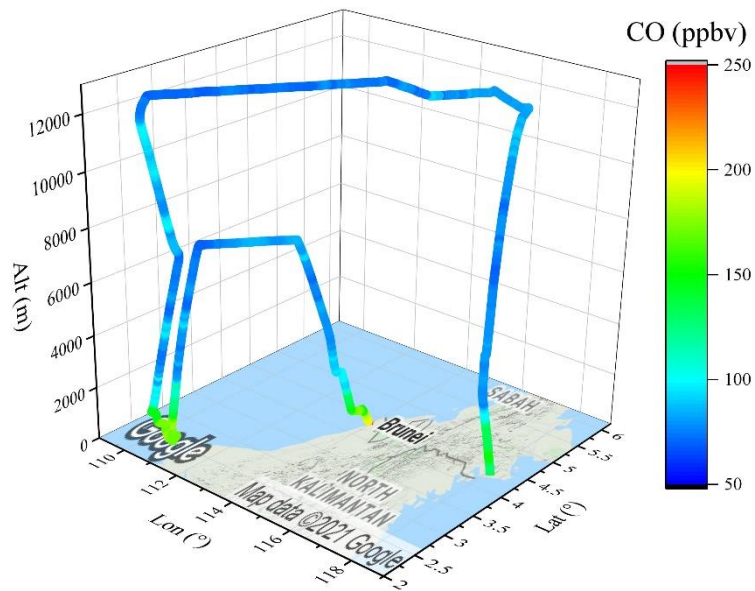 CO (ppbv)
250
200
150
100
50
12000
10000
8000
6000
4000
2000
0
Alt (m)
110
112
114
116
118
Lon (°)
2
2.5
3
3.5
4
4.5
5
5.5
6
Lat (°)
SABAH
Brunei
NORTH
KALIMANTAN
Google
Map data ©2021 Google